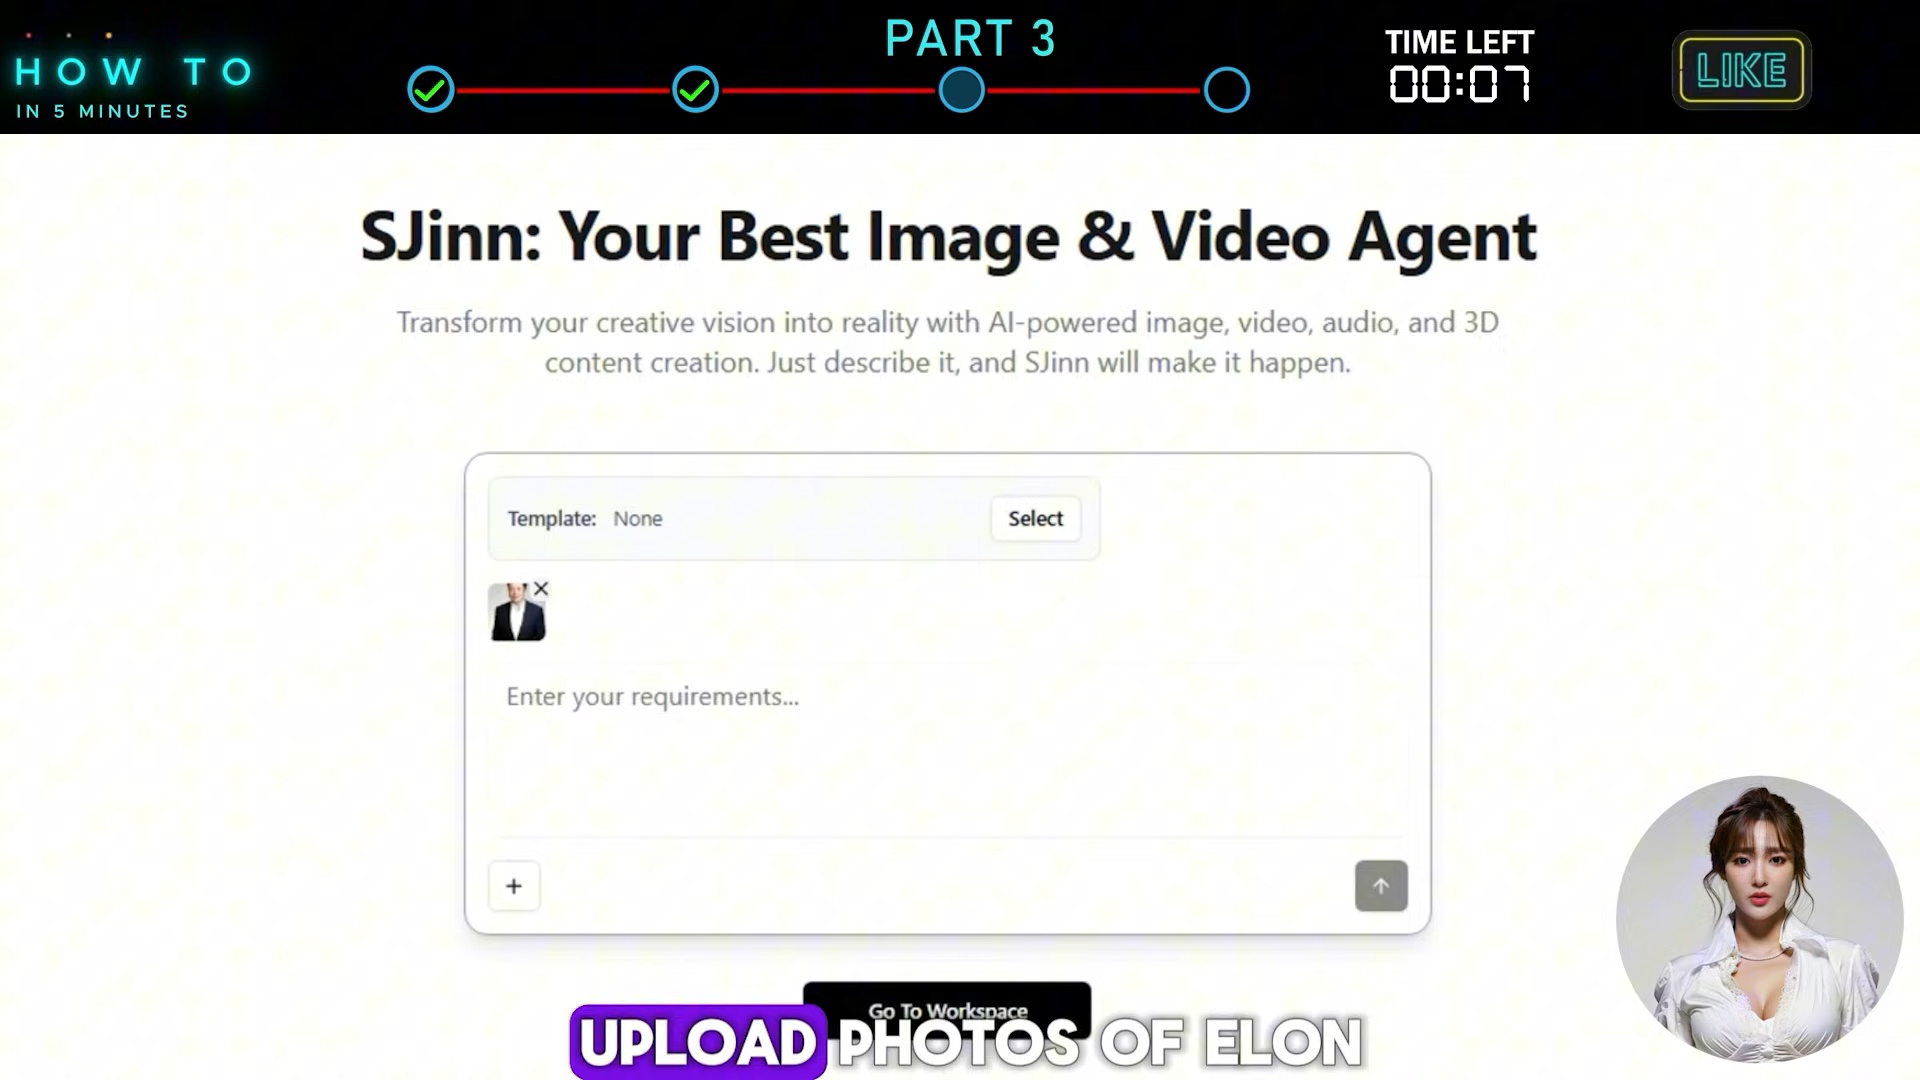 HOW TO
IN 5 MINUTES
PART 3
TIME LEFT
00:07
LIKE
SJinn: Your Best Image & Video Agent
Transform your creative vision into reality with AI-powered image, video, audio, and 3D
content creation. Just describe it, and SJinn will make it happen.
Template: None
Select
Enter your requirements...
Go To Workspace
UPLOAD PHOTOS OF ELON